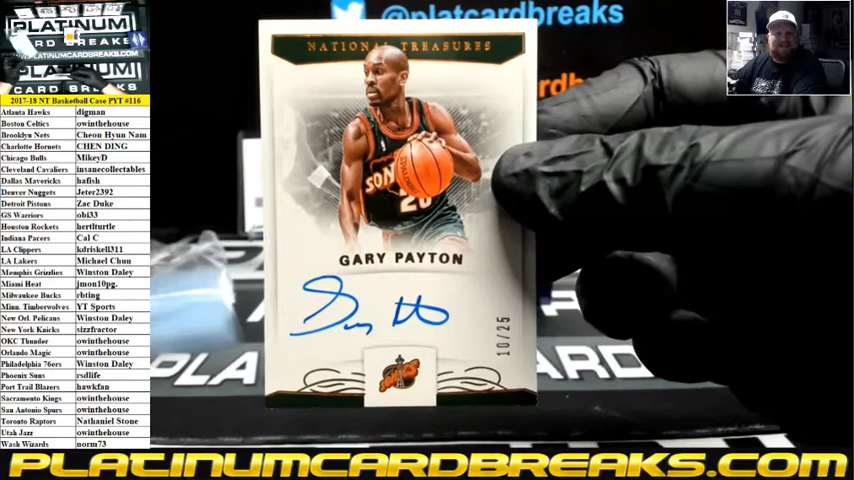 PLATINUM
CARD BREAKS
PLATINUMCARDBREAKS.COM
PLATINUM
CARD BREAKS
@platcardbreaks
2017-18 NT Basketball Case PYT #116
Atlanta Hawks digman
Boston Celtics owinthehouse
Brooklyn Nets Cheon Hyun Nam
Charlotte Hornets CHEN DING
Chicago Bulls MikeyD
Cleveland Cavaliers insanecollectables
Dallas Mavericks hafish
Denver Nuggets Jeter2392
Detroit Pistons Zac Duke
GS Warriors obi33
Houston Rockets hertlturtle
Indiana Pacers Cal C
LA Clippers kdriskell311
LA Lakers Michael Chun
Memphis Grizzlies Winston Daley
Miami Heat jmon10pg.
Milwaukee Bucks rbting
Minn. Timberwolves YT Sports
New Orl. Pelicans Winston Daley
New York Knicks sizzfractor
OKC Thunder owinthehouse
Orlando Magic owinthehouse
Philadelphia 76ers Winston Daley
Phoenix Suns rsdlife
Port Trail Blazers hawkfan
Sacramento Kings owinthehouse
San Antonio Spurs owinthehouse
Toronto Raptors Nathaniel Stone
Utah Jazz owinthehouse
Wash Wizards norm73
NATIONAL TREASURES
SONICS
20
GARY PAYTON
10/25
SONICS
PLATINUMCARDBREAKS.COM